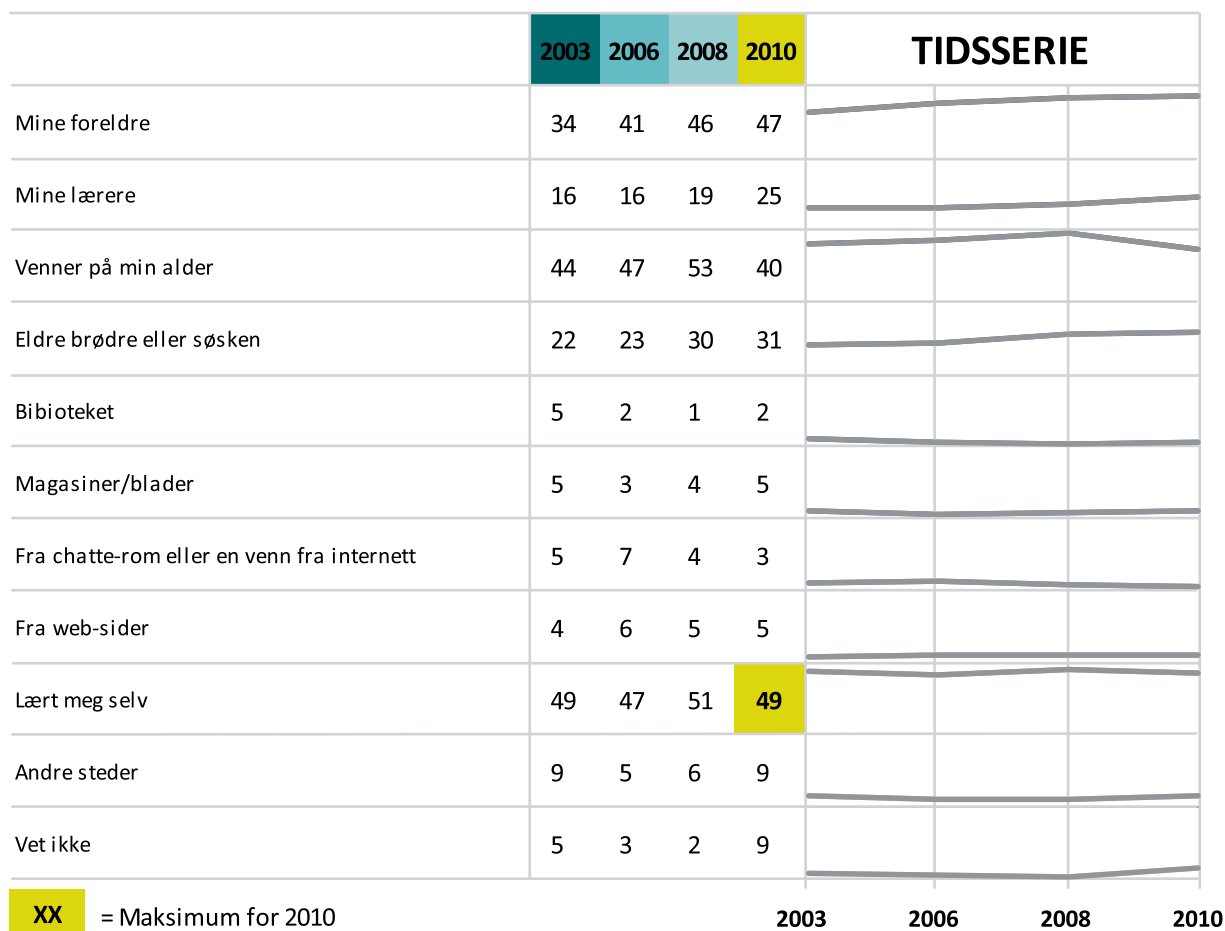 2003 2006 2008 2010 TIDSSERIE
Mine foreldre 34 41 46 47
Mine lærere 16 16 19 25
Venner på min alder 44 47 53 40
Eldre brødre eller søsken 22 23 30 31
Bibioteket 5 2 1 2
Magasiner/blader 5 3 4 5
Fra chatte-rom eller en venn fra internett 5 7 4 3
Fra web-sider 4 6 5 5
Lært meg selv 49 47 51 49
Andre steder 9 5 6 9
Vet ikke 5 3 2 9
XX = Maksimum for 2010
2003 2006 2008 2010